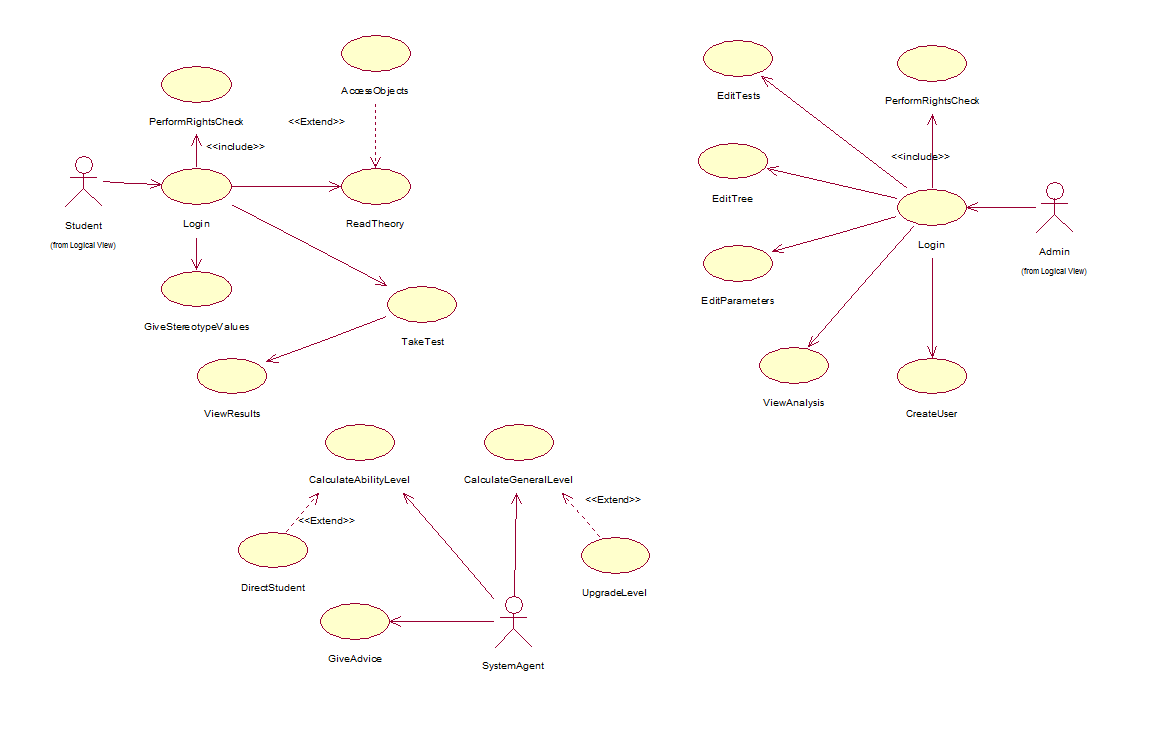 AccessObjects
PerformRightsCheck
<<Extend>>
<<include>>
Student
(from Logical View)
Login
ReadTheory
GiveStereotypeValues
TakeTest
ViewResults
EditTests
PerformRightsCheck
<<include>>
EditTree
Login
Admin
(from Logical View)
EditParameters
ViewAnalysis
CreateUser
CalculateAbilityLevel
CalculateGeneralLevel
<<Extend>>
<<Extend>>
DirectStudent
UpgradeLevel
GiveAdvice
SystemAgent